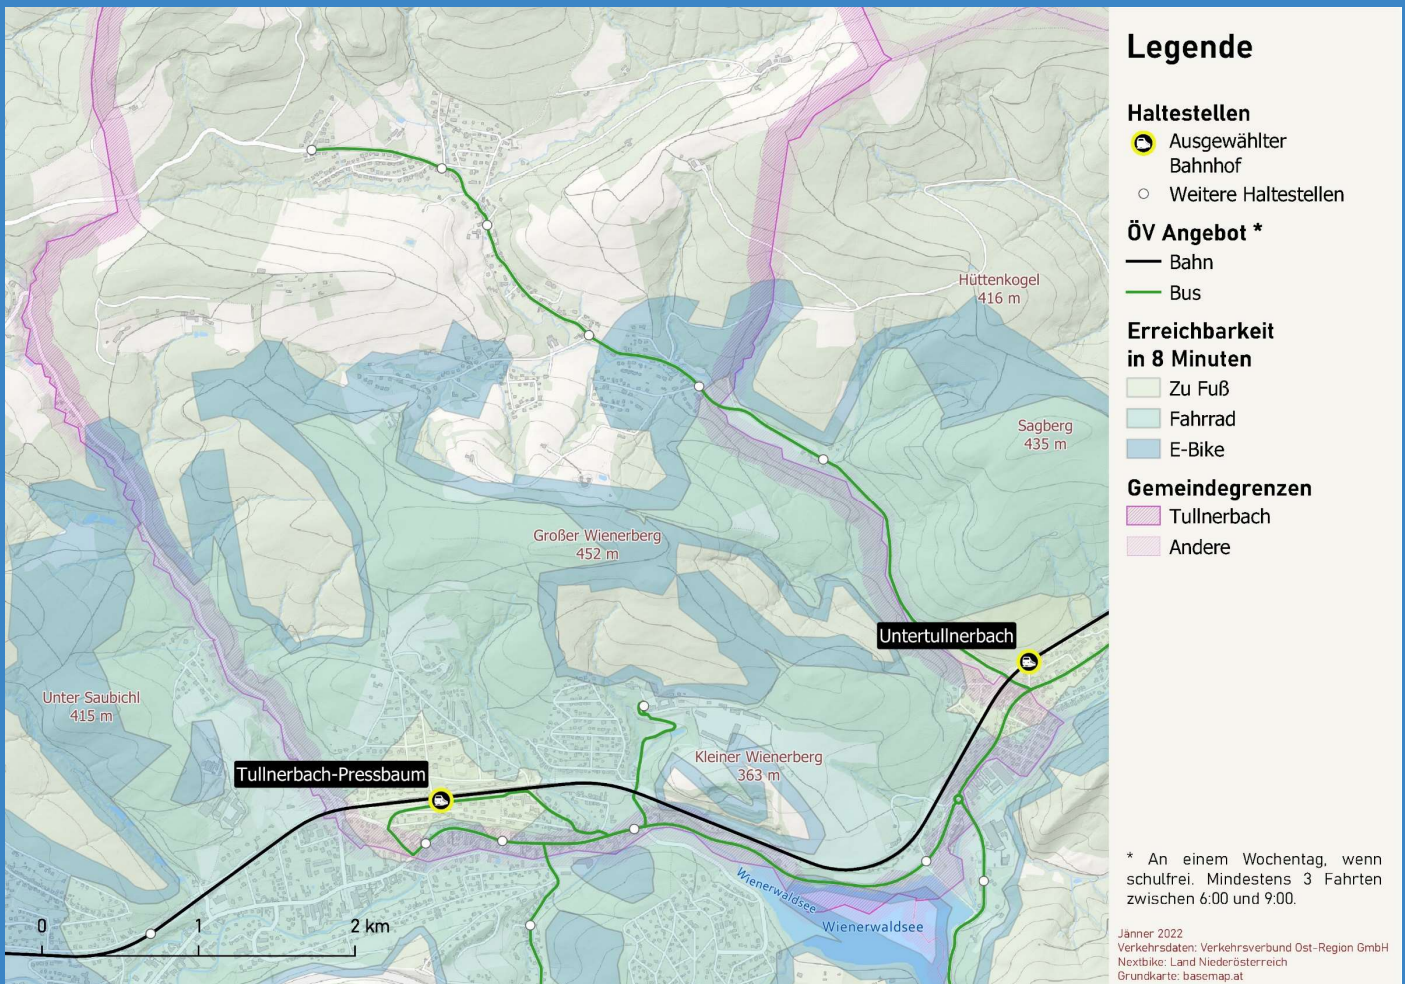 Hüttenkogel
416 m
Sagberg
435 m
Großer Wienerberg
452 m
Untertullnerbach
Unter Saubichl
415 m
Kleiner Wienerberg
363 m
Tullnerbach-Pressbaum
Wienerwaldsee
Wienerwaldsee
0 1 2 km
Legende
Haltestellen
Ausgewählter
Bahnhof
Weitere Haltestellen
ÖV Angebot *
Bahn
Bus
Erreichbarkeit
in 8 Minuten
Zu Fuß
Fahrrad
E-Bike
Gemeindegrenzen
Tullnerbach
Andere
* An einem Wochentag, wenn
schulfrei. Mindestens 3 Fahrten
zwischen 6:00 und 9:00.
Jänner 2022
Verkehrsdaten: Verkehrsverbund Ost-Region GmbH
Nextbike: Land Niederösterreich
Grundkarte: basemap.at